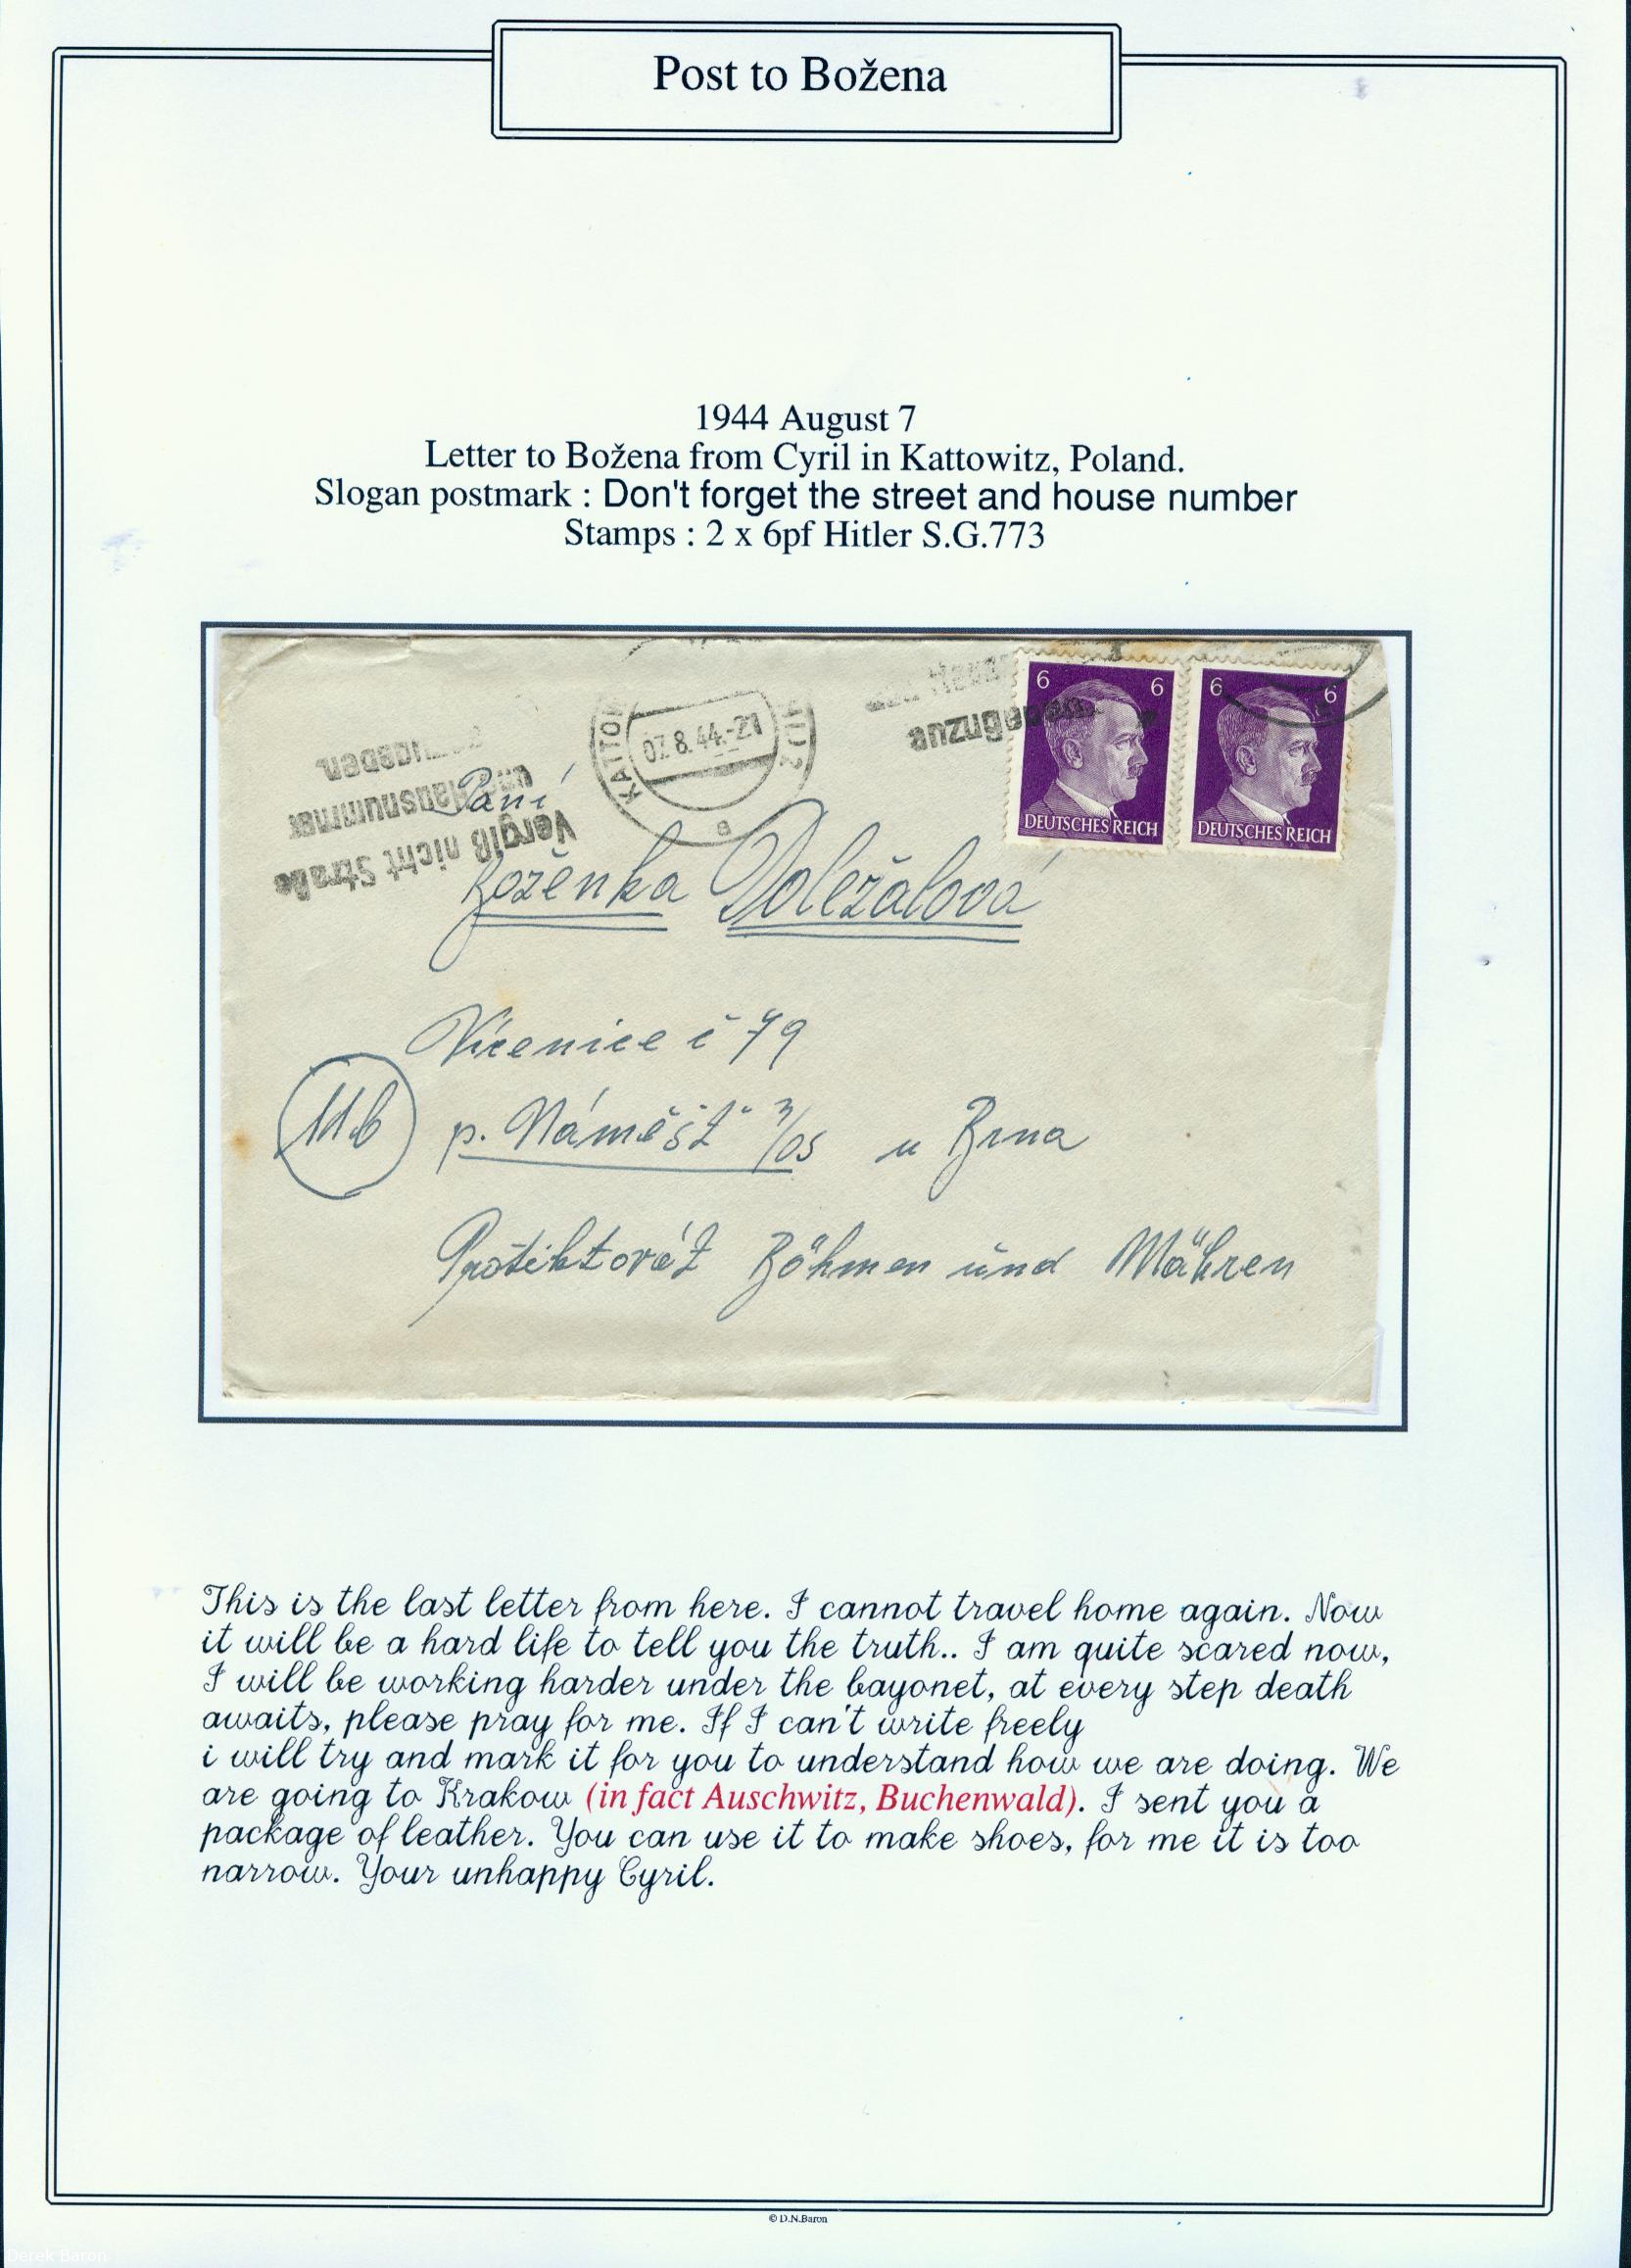 Post to Božena
1944 August 7
Letter to Božena from Cyril in Kattowitz, Poland.
Slogan postmark : Don't forget the street and house number
Stamps : 2 x 6pf Hitler S.G.773
Vergiß nicht Straße
und Hausnummer
anzugeben
07.8.44.-21
a
anzugeben
6 6
DEUTSCHES REICH
6 6
DEUTSCHES REICH
Paní
Boženka Doležalová
Vícenice č 79
11b p. Náměšť n/Os u Brna
Protektorát Böhmen und Mähren
This is the last letter from here. I cannot travel home again. Now
it will be a hard life to tell you the truth.. I am quite scared now,
I will be working harder under the bayonet, at every step death
awaits, please pray for me. If I can't write freely
i will try and mark it for you to understand how we are doing. We
are going to Krakow (in fact Auschwitz, Buchenwald). I sent you a
package of leather. You can use it to make shoes, for me it is too
narrow. Your unhappy Cyril.
© D.N.Baron
Derek Baron